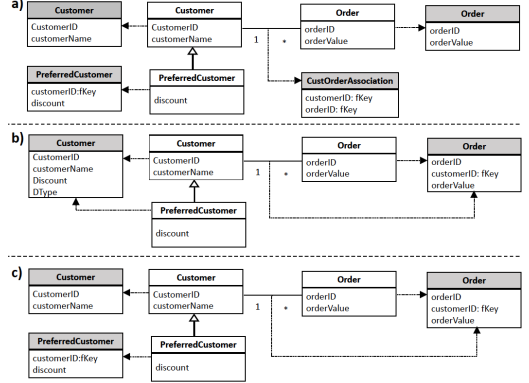 a)
Customer
CustomerID
customerName
Customer
CustomerID
customerName
1
*
Order
orderID
orderValue
Order
orderID
orderValue
PreferredCustomer
customerID:fKey
discount
PreferredCustomer
discount
CustOrderAssociation
customerID: fKey
orderID: fKey
b)
Customer
CustomerID
customerName
Discount
DType
Customer
CustomerID
customerName
1
*
Order
orderID
orderValue
Order
orderID
customerID: fKey
orderValue
PreferredCustomer
discount
c)
Customer
CustomerID
customerName
Customer
CustomerID
customerName
1
*
Order
orderID
orderValue
Order
orderID
customerID: fKey
orderValue
PreferredCustomer
customerID:fKey
discount
PreferredCustomer
discount